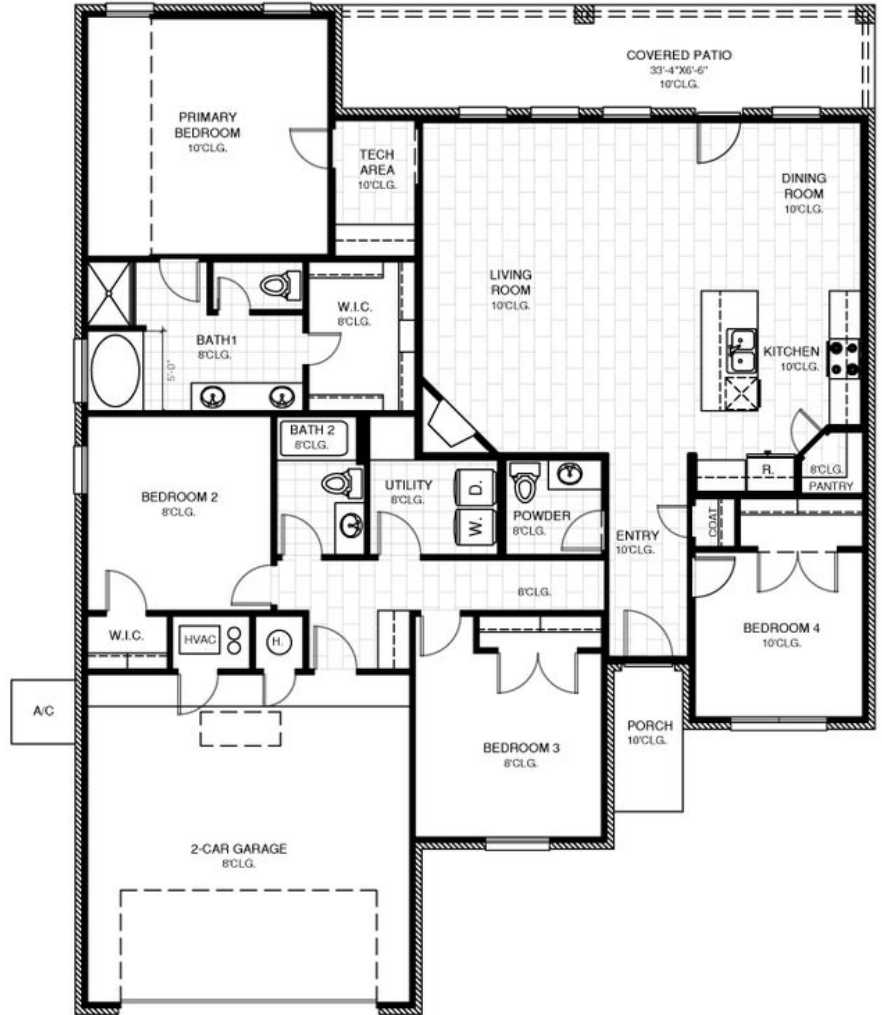 COVERED PATIO
33'-4"X6'-6"
10'CLG.
PRIMARY
BEDROOM
10'CLG.
TECH
AREA
10'CLG.
DINING
ROOM
10'CLG.
LIVING
ROOM
10'CLG.
W.I.C.
8'CLG.
BATH1
8'CLG.
5'-0"
KITCHEN
10'CLG.
BATH 2
8'CLG.
R.
8'CLG.
PANTRY
BEDROOM 2
8'CLG.
UTILITY
8'CLG.
D.
W.
POWDER
8'CLG.
COAT
ENTRY
10'CLG.
8'CLG.
W.I.C.
HVAC
H.
BEDROOM 4
10'CLG.
A/C
PORCH
10'CLG.
BEDROOM 3
8'CLG.
2-CAR GARAGE
8'CLG.